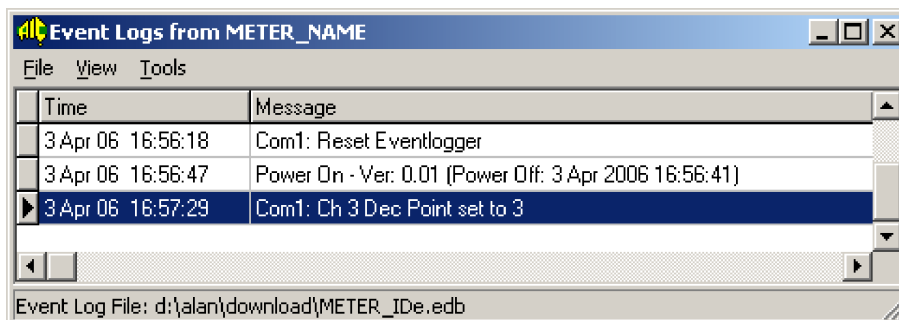 Event Logs from METER_NAME
File View Tools
Time Message
3 Apr 06 16:56:18 Com1: Reset Eventlogger
3 Apr 06 16:56:47 Power On - Ver: 0.01 (Power Off: 3 Apr 2006 16:56:41)
3 Apr 06 16:57:29 Com1: Ch 3 Dec Point set to 3
Event Log File: d:\alan\download\METER_IDe.edb